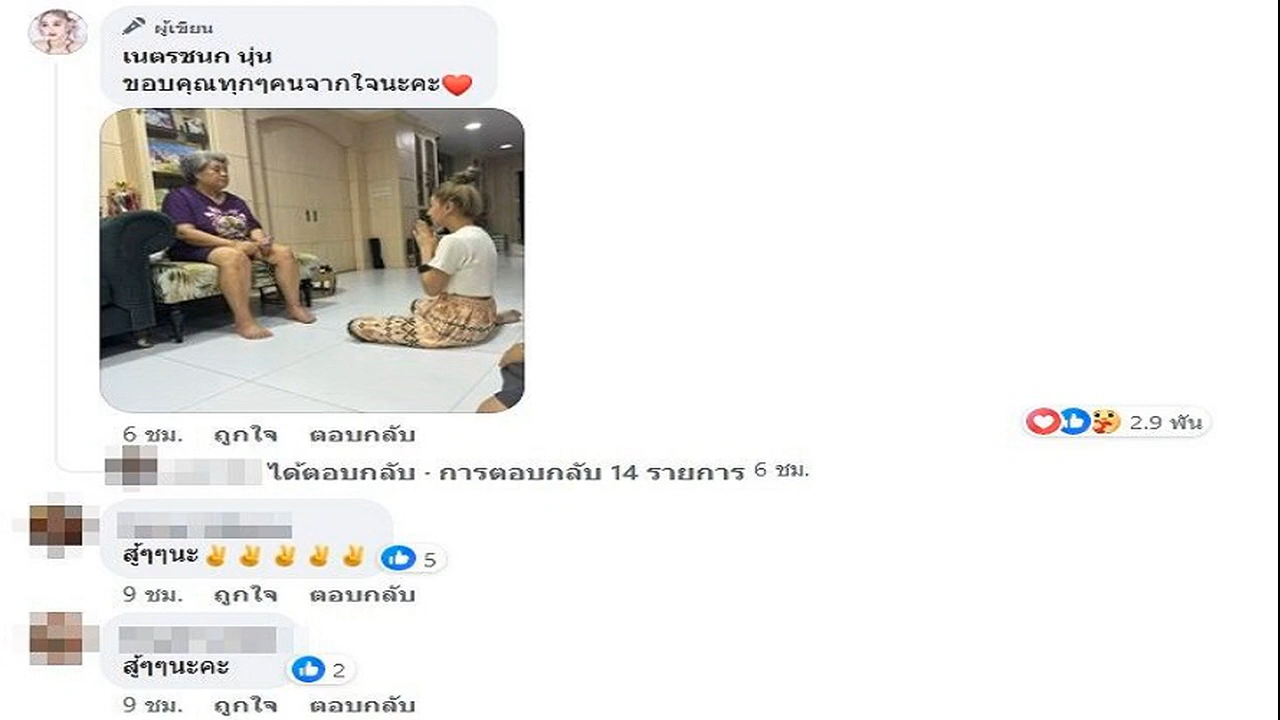 ผู้เขียน
เนตรชนก นุ่น
ขอบคุณทุกๆคนจากใจนะคะ❤️
6 ชม. ถูกใจ ตอบกลับ
2.9 พัน
ได้ตอบกลับ · การตอบกลับ 14 รายการ 6 ชม.
สู้ๆๆนะ✌️✌️✌️✌️✌️
5
9 ชม. ถูกใจ ตอบกลับ
สู้ๆๆนะคะ
2
9 ชม. ถูกใจ ตอบกลับ